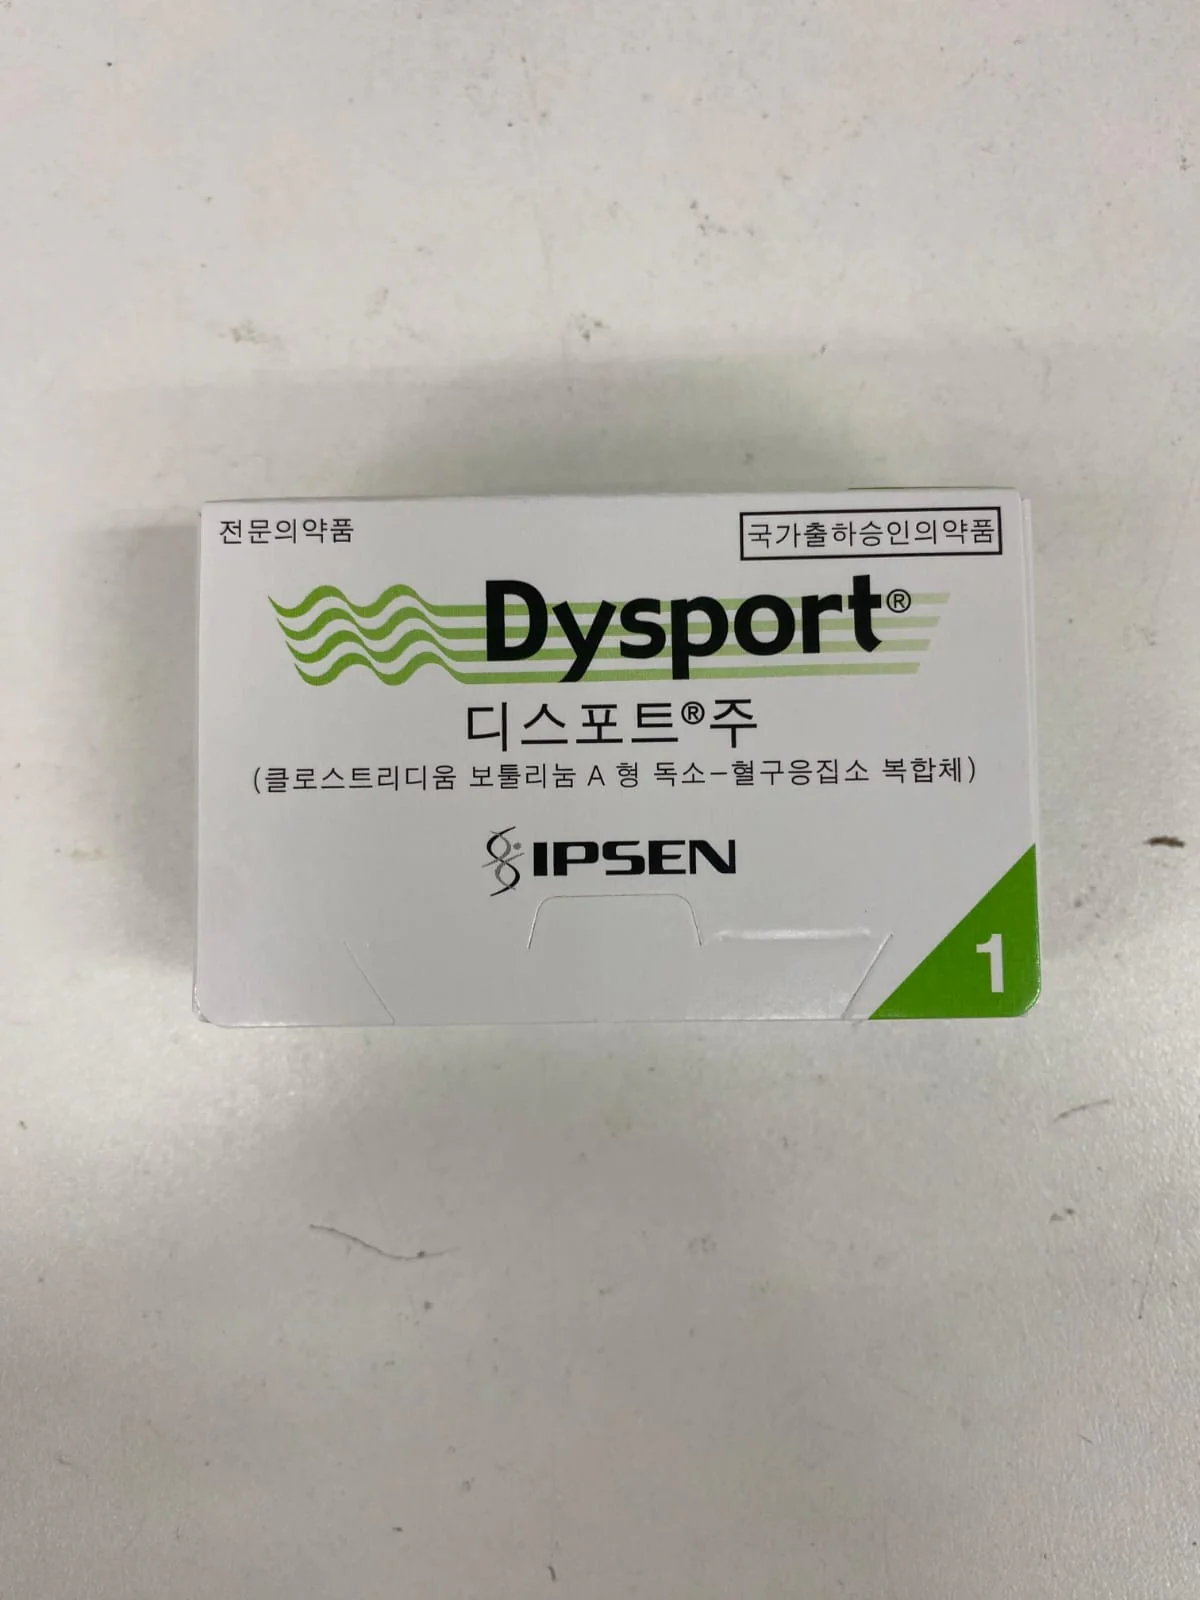 전문의약품
국가출하승인의약품
Dysport®
디스포트®주
(클로스트리디움 보툴리눔 A 형 독소-혈구응집소 복합체)
IPSEN
1